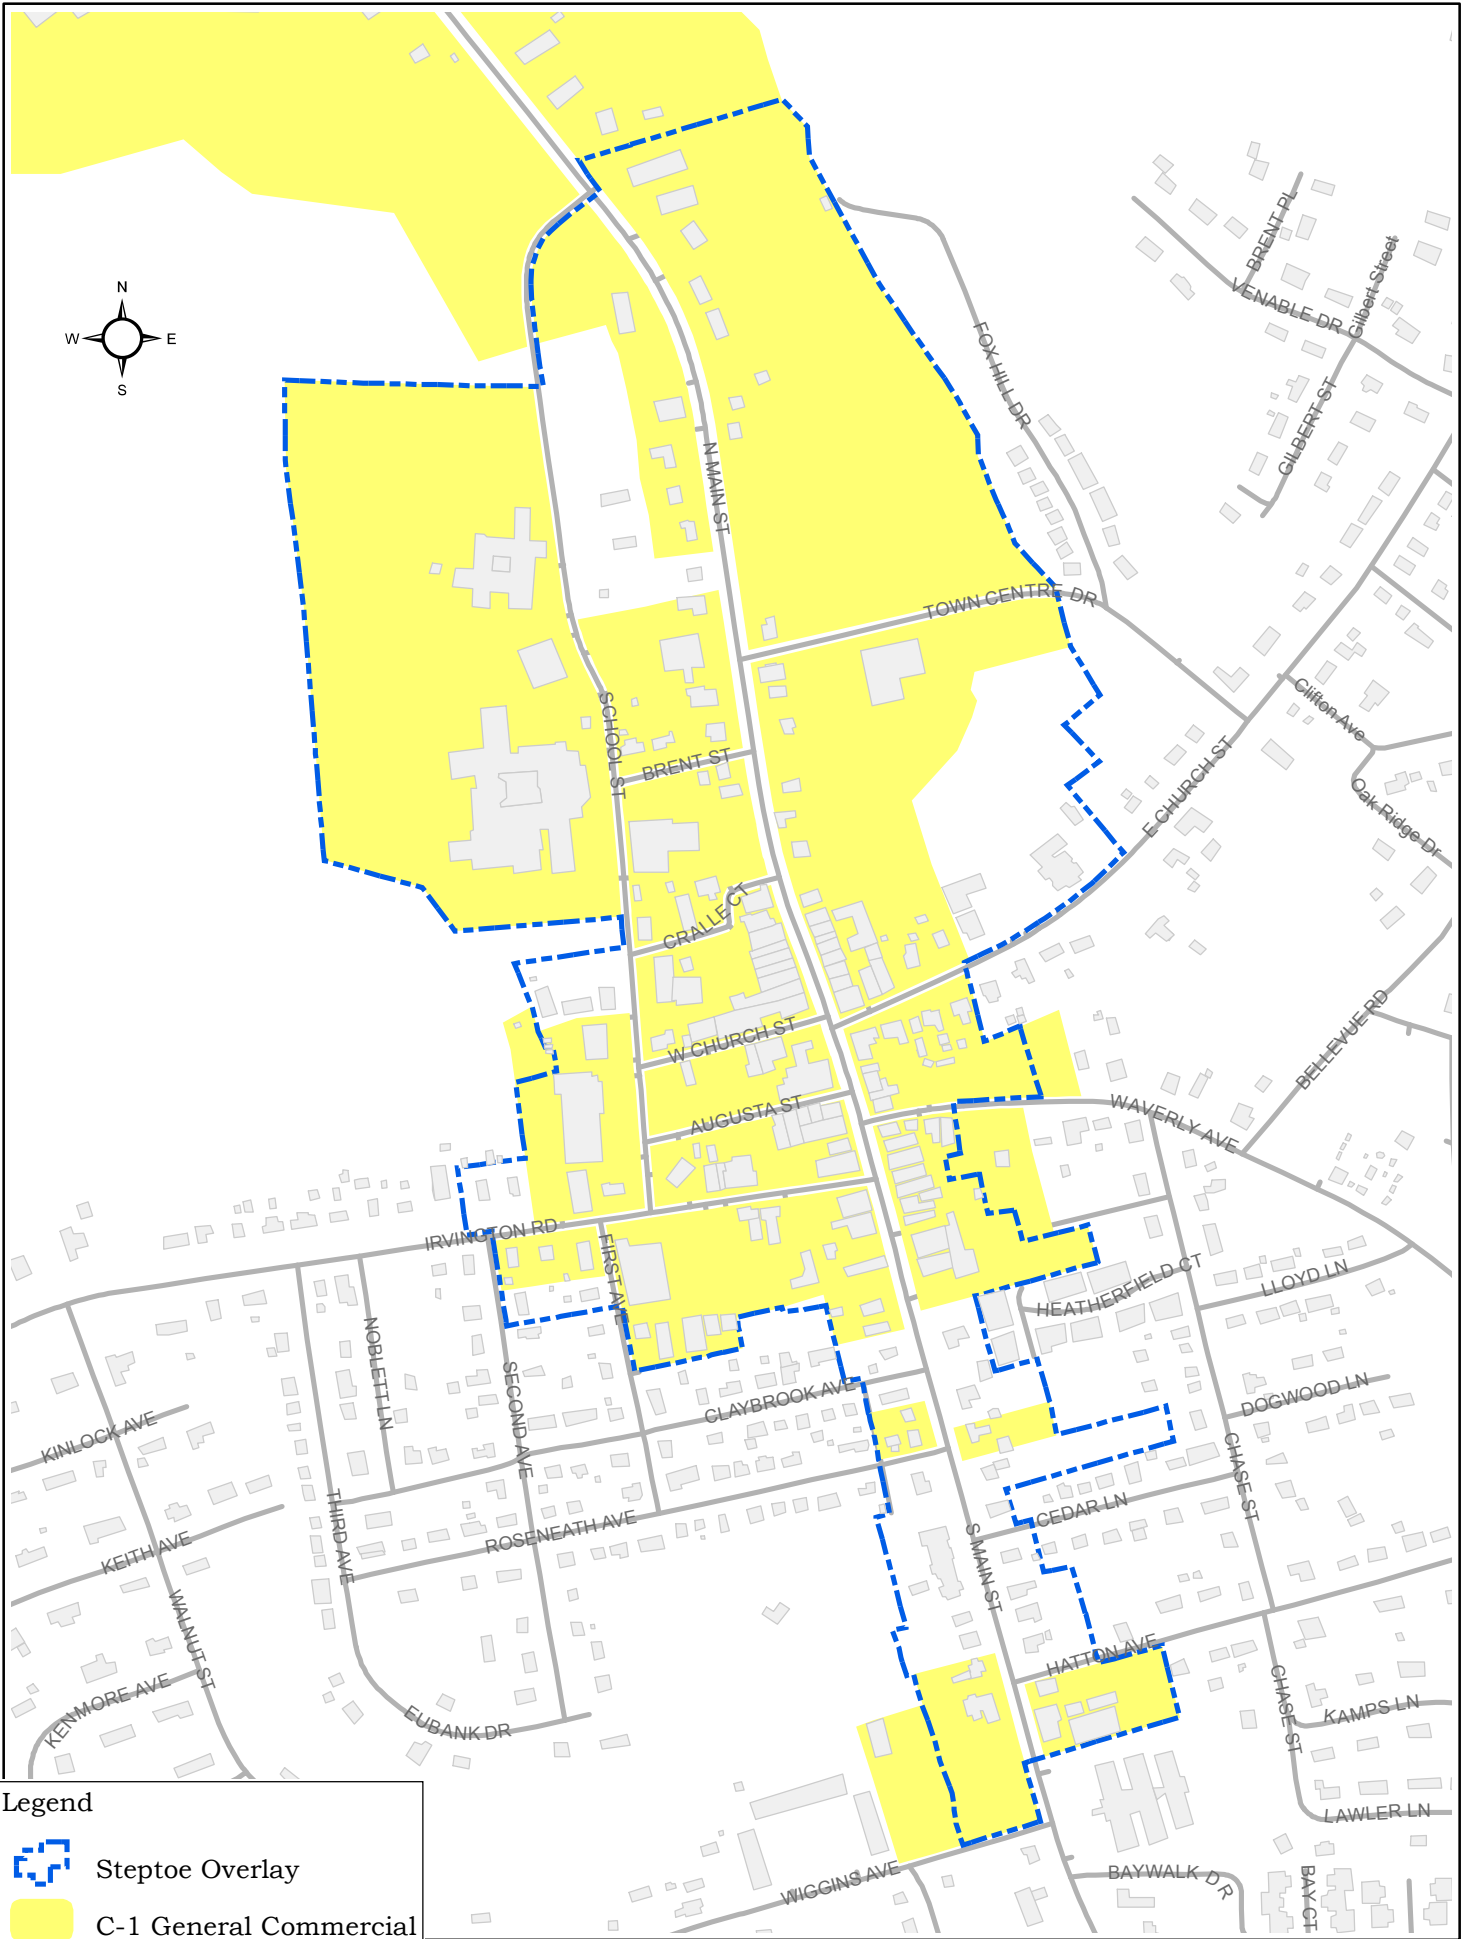 BRENT PL
Gilbert Street
VENABLE DR
N
W
E
S
FOX HILL DR
GILBERT ST
N MAIN ST
TOWN CENTRE DR
Clifton Ave
SCHOOL ST
BRENT ST
E CHURCH ST
Oak Ridge Dr
CRALLE CT
W CHURCH ST
BELLEVUE RD
AUGUSTA ST
WAVERLY AVE
IRVINGTON RD
FIRST AVE
HEATHERFIELD CT
LLOYD LN
NOBLETT LN
SECOND AVE
CLAYBROOK AVE
DOGWOOD LN
KINLOCK AVE
CHASE ST
THIRD AVE
CEDAR LN
ROSENEATH AVE
S MAIN ST
KEITH AVE
WALNUT ST
HATTON AVE
KENMORE AVE
CHASE ST
KAMPS LN
EUBANK DR
LAWLER LN
WIGGINS AVE
BAYWALK DR
BAY CT
Legend
Steptoe Overlay
C-1 General Commercial